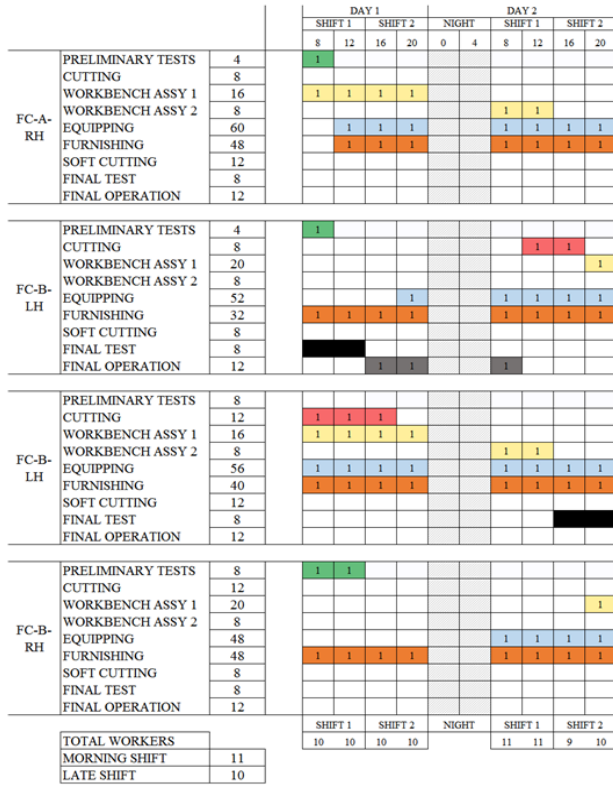 DAY 1 DAY 2
SHIFT 1 SHIFT 2 NIGHT SHIFT 1 SHIFT 2
8 12 16 20 0 4 8 12 16 20
FC-A-RH
PRELIMINARY TESTS 4 1
CUTTING 8
WORKBENCH ASSY 1 16 1 1 1 1
WORKBENCH ASSY 2 8 1 1
EQUIPPING 60 1 1 1 1 1 1 1
FURNISHING 48 1 1 1 1 1 1 1
SOFT CUTTING 12
FINAL TEST 8
FINAL OPERATION 12
FC-B-LH
PRELIMINARY TESTS 4 1
CUTTING 8 1 1
WORKBENCH ASSY 1 20 1
WORKBENCH ASSY 2 8
EQUIPPING 52 1 1 1 1 1
FURNISHING 32 1 1 1 1 1 1 1 1
SOFT CUTTING 8
FINAL TEST 8
FINAL OPERATION 12 1 1 1
FC-B-LH
PRELIMINARY TESTS 8
CUTTING 12 1 1 1
WORKBENCH ASSY 1 16 1 1 1 1
WORKBENCH ASSY 2 8 1 1
EQUIPPING 56 1 1 1 1 1 1 1 1
FURNISHING 40 1 1 1 1 1 1 1 1
SOFT CUTTING 12
FINAL TEST 8
FINAL OPERATION 12
FC-B-RH
PRELIMINARY TESTS 8 1 1
CUTTING 12
WORKBENCH ASSY 1 20 1
WORKBENCH ASSY 2 8
EQUIPPING 48 1 1 1 1
FURNISHING 48 1 1 1 1 1 1 1 1
SOFT CUTTING 8
FINAL TEST 8
FINAL OPERATION 12
SHIFT 1 SHIFT 2 NIGHT SHIFT 1 SHIFT 2
TOTAL WORKERS 10 10 10 10 11 11 9 10
MORNING SHIFT 11
LATE SHIFT 10